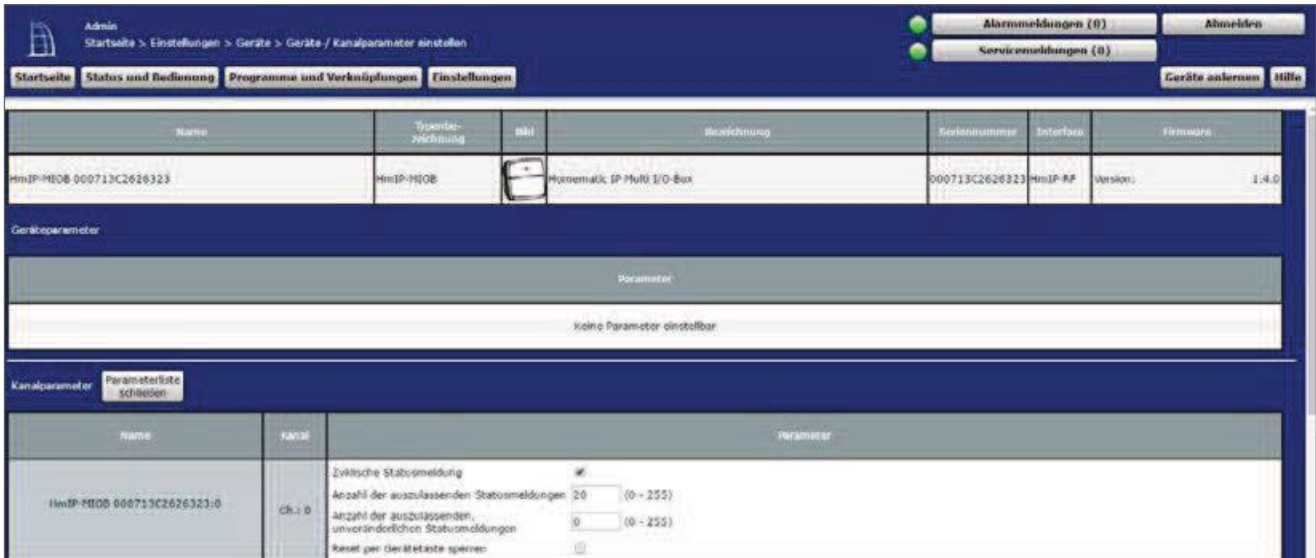 Admin
Startseite > Einstellungen > Geräte > Geräte / Kanalparameter einstellen
Alarmmeldungen (0)
Abmelden
Servicemeldungen (0)
Startseite
Status und Bedienung
Programme und Verknüpfungen
Einstellungen
Geräte anlernen
Hilfe
Name
Typenbe-
zeichnung
Bild
Bezeichnung
Seriennummer
Interface
Firmware
HmIP-MIOB 000713C2626323
HmIP-MIOB
Homematic IP Multi I/O-Box
000713C2626323
HmIP-RF
Version:
1.4.0
Geräteparameter
Parameter
Keine Parameter einstellbar
Kanalparameter
Parameterliste
schließen
Name
Kanal
Parameter
HmIP-MIOB 000713C2626323:0
Ch.: 0
Zyklische Statusmeldung
Anzahl der auszulassenden Statusmeldungen 20 (0 - 255)
Anzahl der auszulassenden,
unveränderlichen Statusmeldungen
0 (0 - 255)
Reset per Gerätetaste sperren